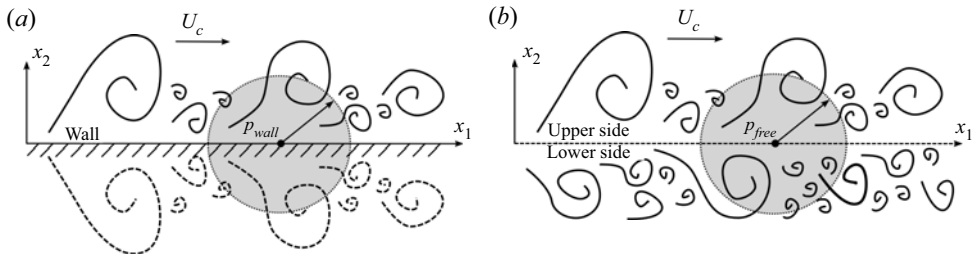 (a)
U_c
x_2
Wall
p_wall
x_1
(b)
U_c
x_2
Upper side
Lower side
p_free
x_1